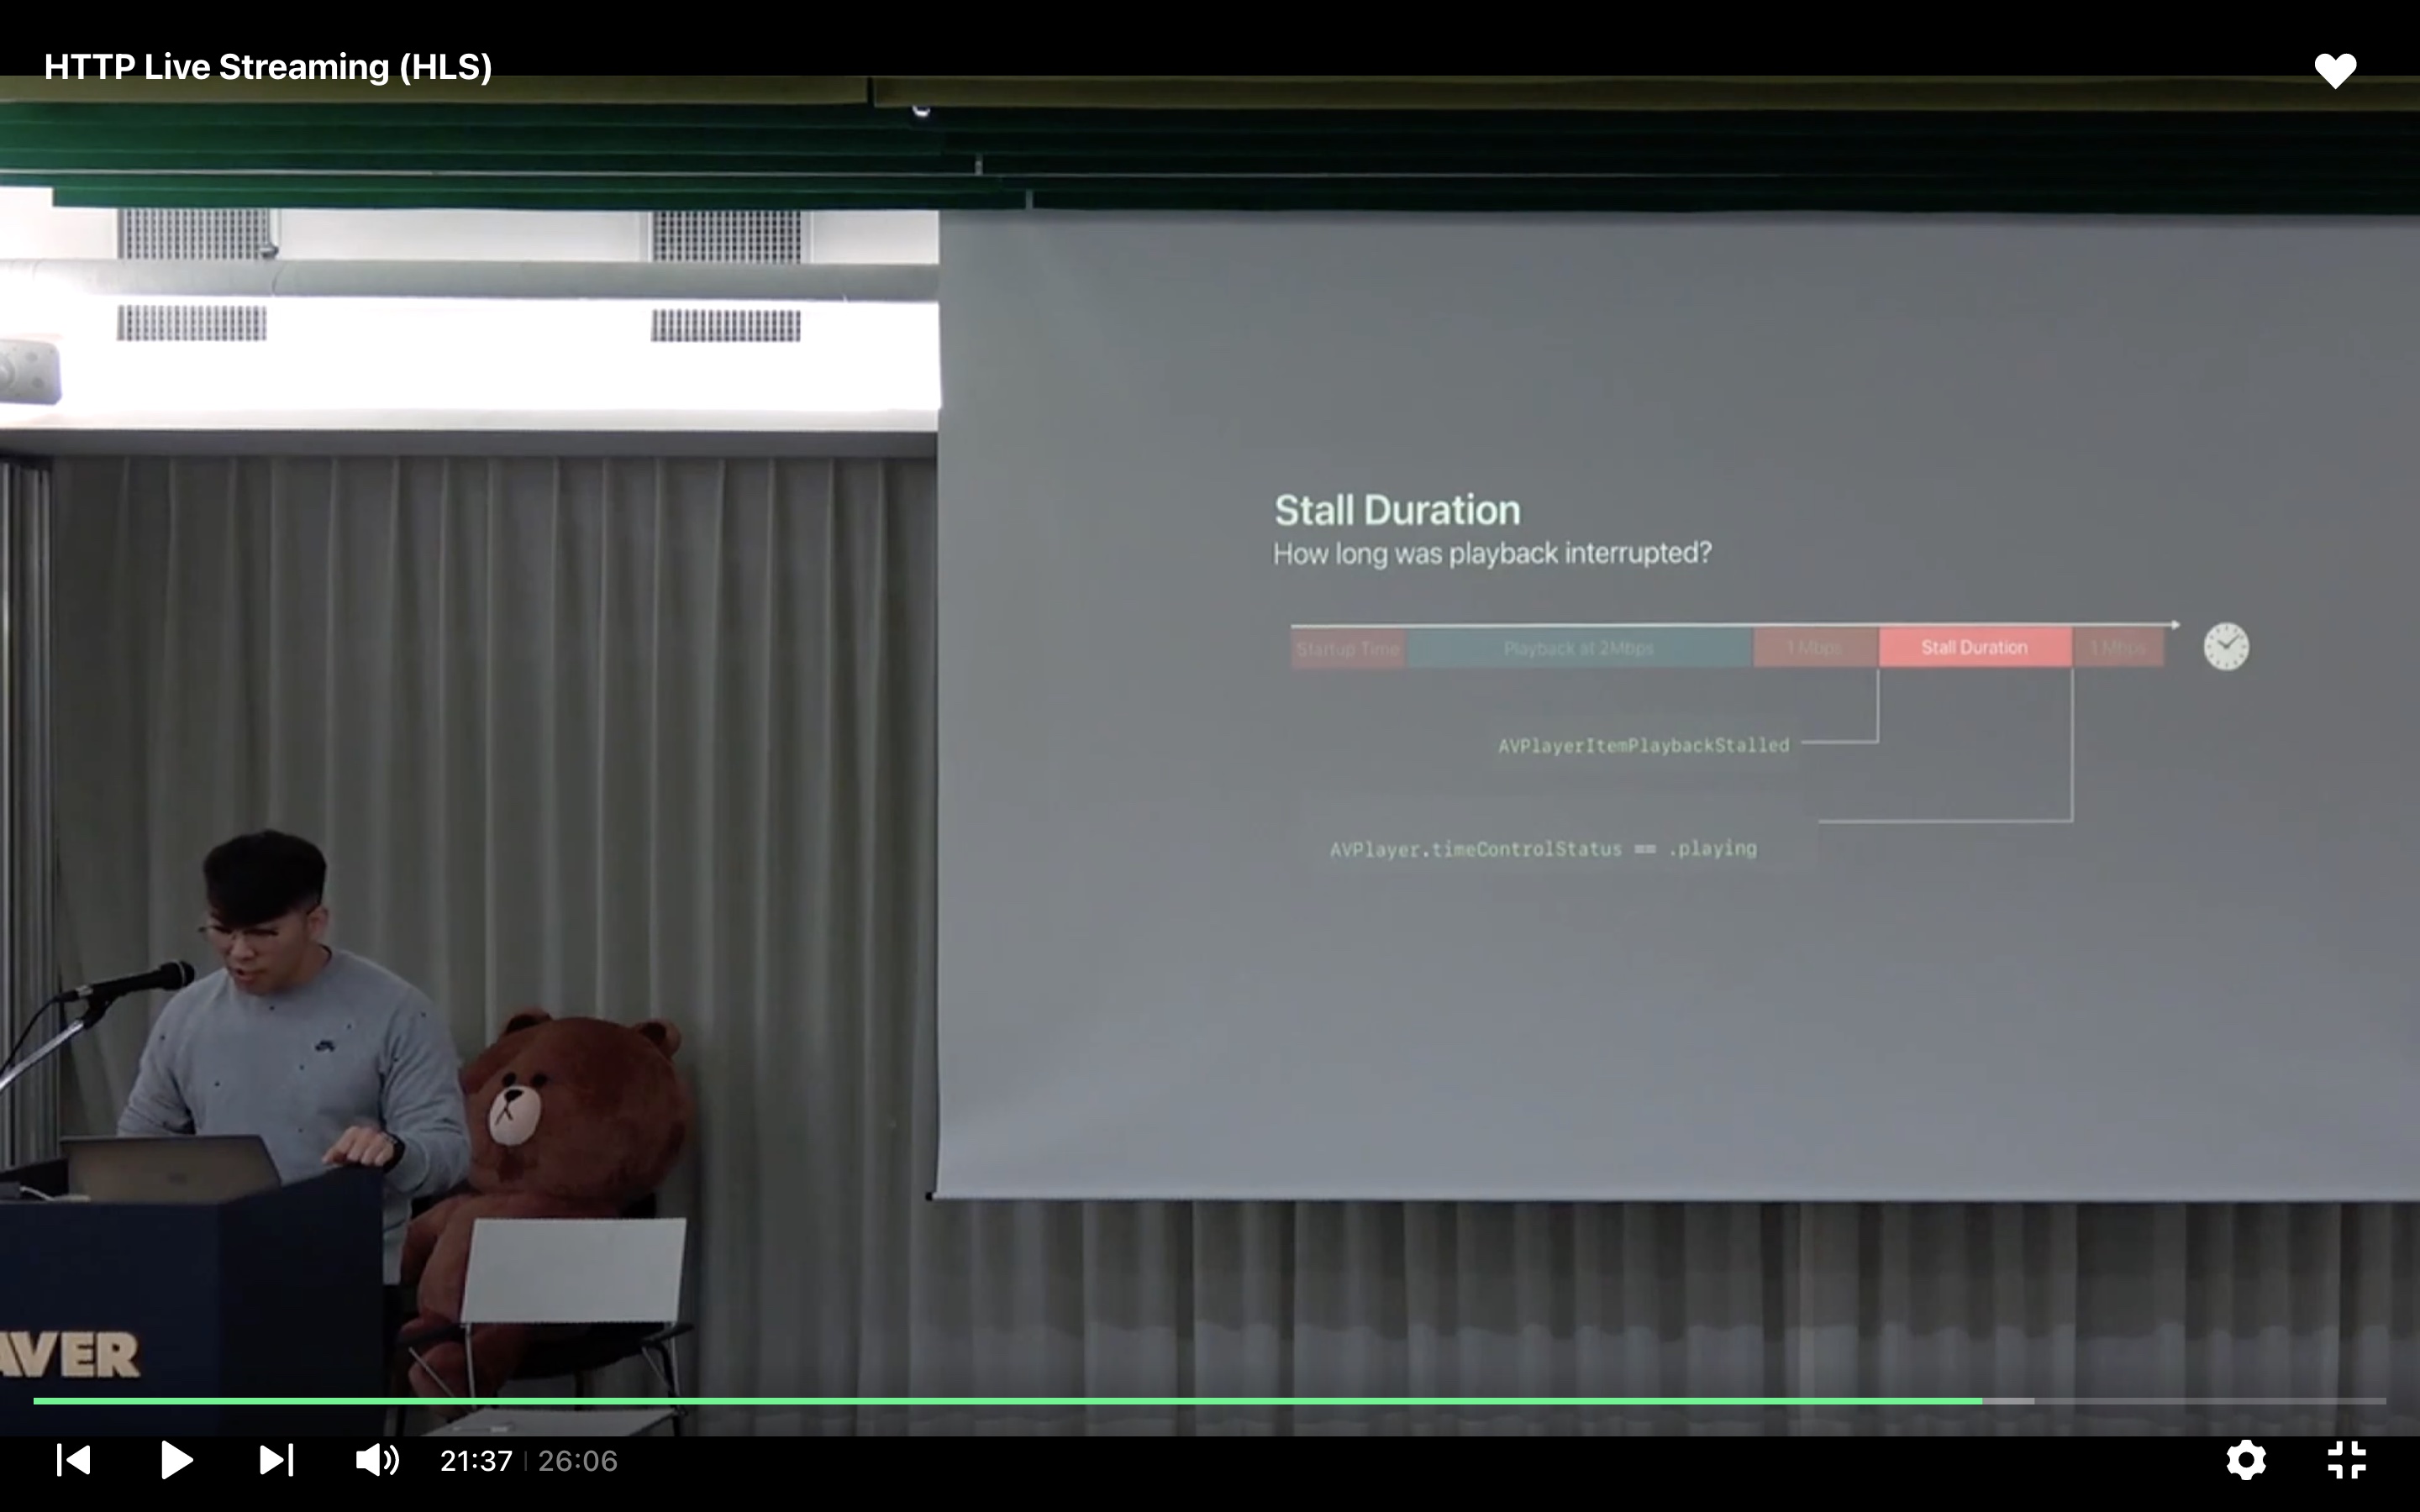 HTTP Live Streaming (HLS)
Stall Duration
How long was playback interrupted?
Startup Time
Playback at 2Mbps
1 Mbps
Stall Duration
1 Mbps
AVPlayerItemPlaybackStalled
AVPlayer.timeControlStatus == .playing
AVER
21:37 | 26:06